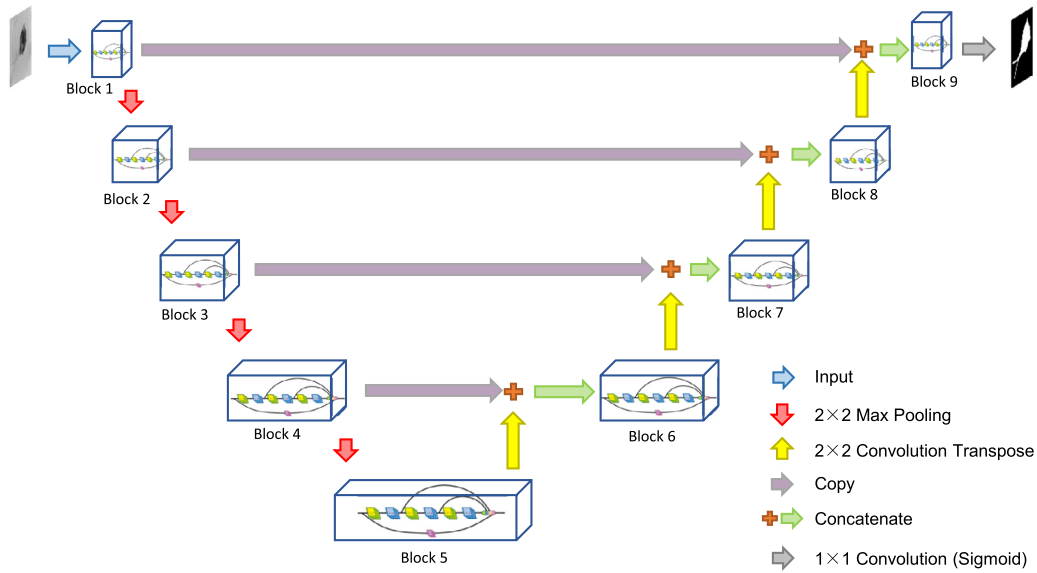 Block 1
Block 9
Block 2
Block 8
Block 3
Block 7
Block 4
Block 6
Block 5
Input
2×2 Max Pooling
2×2 Convolution Transpose
Copy
Concatenate
1×1 Convolution (Sigmoid)